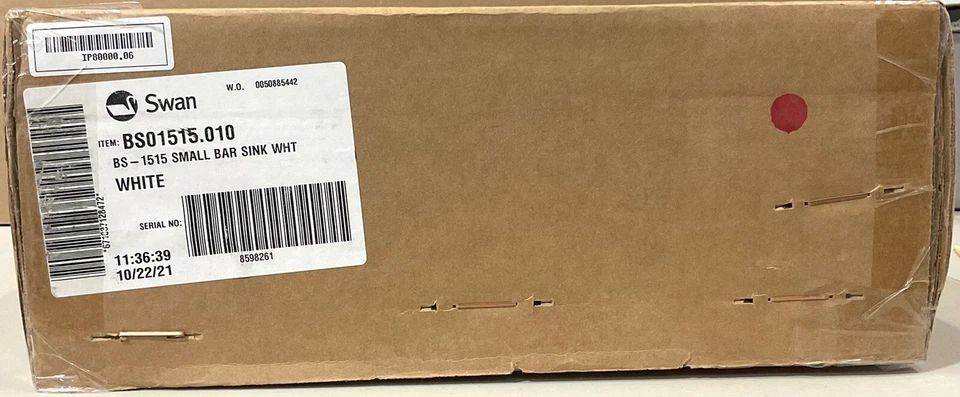 IP80000.06
Swan
W.O. 0050885442
ITEM: BS01515.010
BS-1515 SMALL BAR SINK WHT
WHITE
SERIAL NO:
8598261
11:36:39
10/22/21